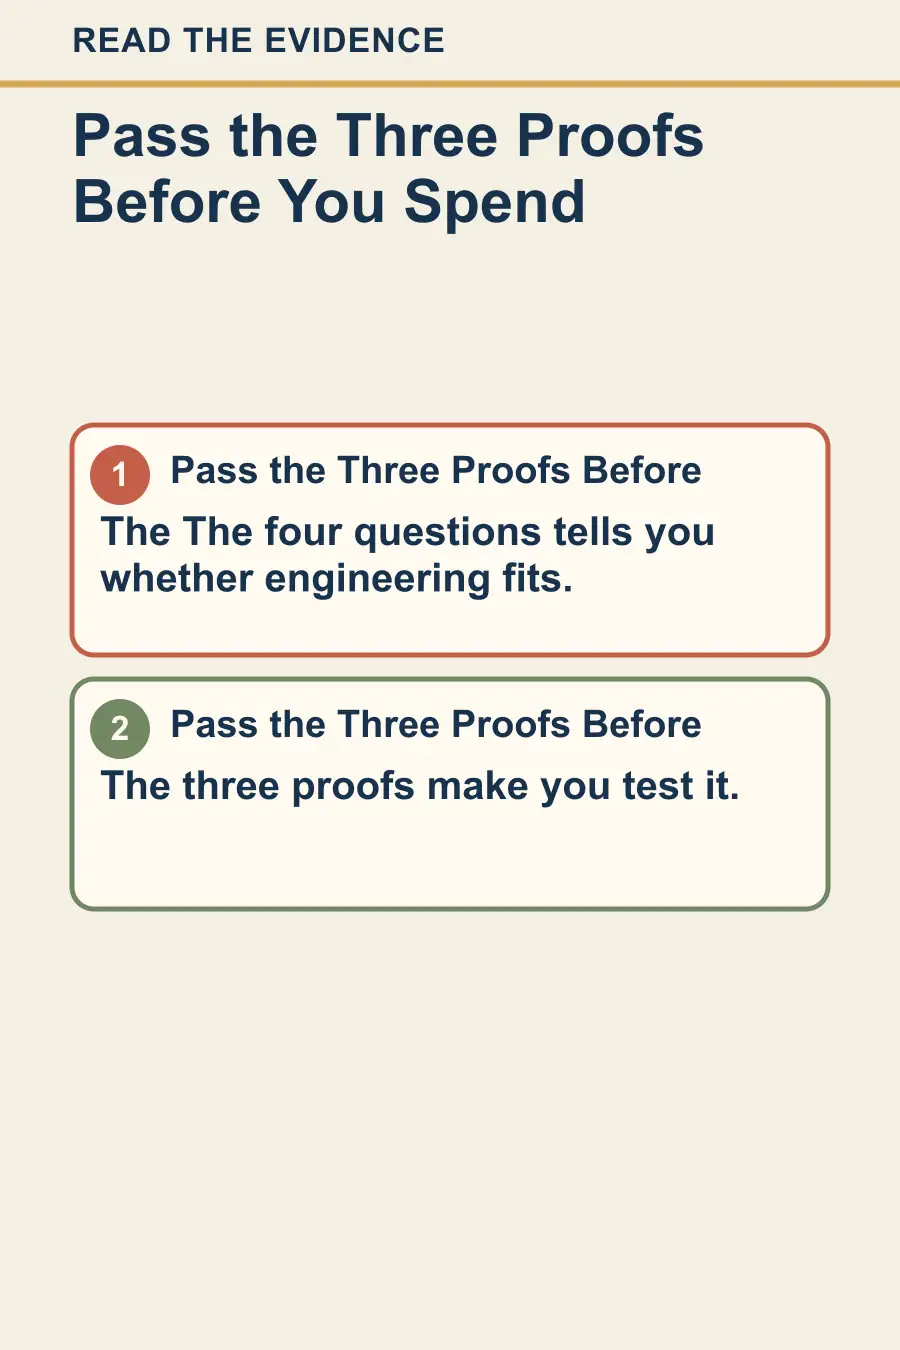 READ THE EVIDENCE
Pass the Three Proofs
Before You Spend
1 Pass the Three Proofs Before
The The four questions tells you
whether engineering fits.
2 Pass the Three Proofs Before
The three proofs make you test it.